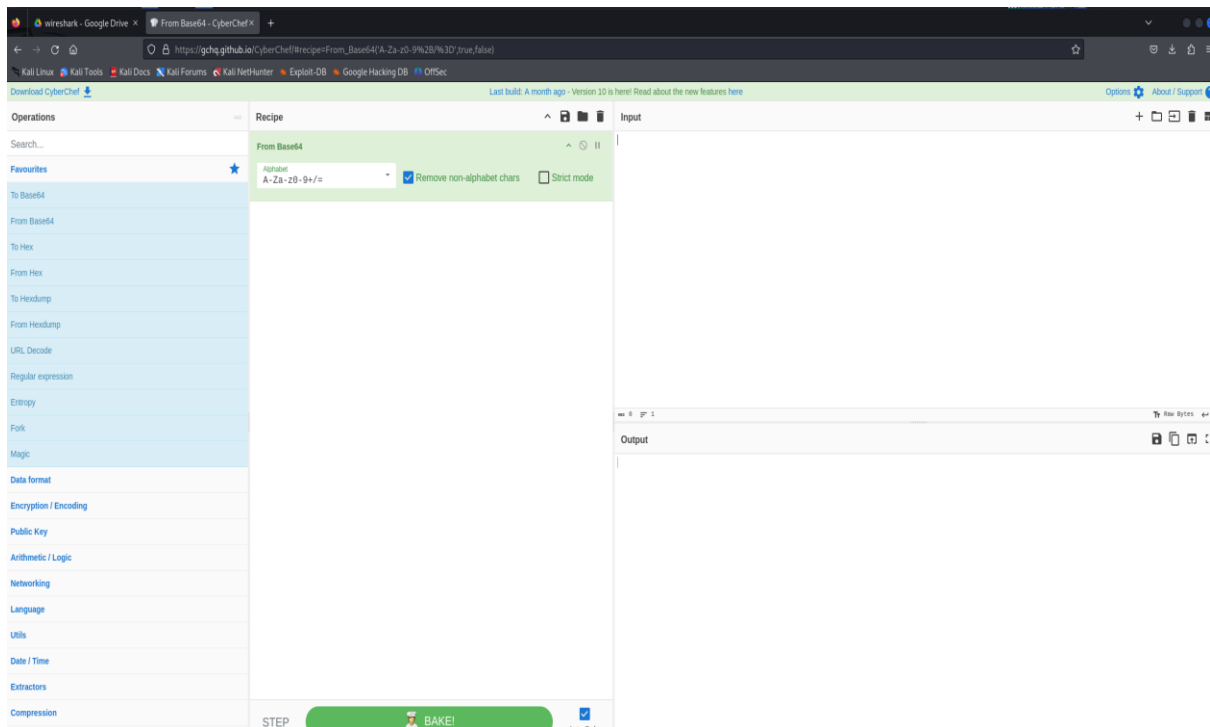 wireshark - Google Drive × From Base64 - CyberChef × +
https://gchq.github.io/CyberChef/#recipe=From_Base64('A-Za-z0-9%2B/%3D',true,false)
Kali Linux Kali Tools Kali Docs Kali Forums Kali NetHunter Exploit-DB Google Hacking DB OffSec
Download CyberChef Last build: A month ago - Version 10 is here! Read about the new features here Options About / Support
Operations Recipe Input
Search... From Base64
Favourites Alphabet
A-Za-z0-9+/= Remove non-alphabet chars Strict mode
To Base64
From Base64
To Hex
From Hex
To Hexdump
From Hexdump
URL Decode
Regular expression
Entropy
Fork 0 1 Raw Bytes
Output
Magic
Data format
Encryption / Encoding
Public Key
Arithmetic / Logic
Networking
Language
Utils
Date / Time
Extractors
Compression
STEP BAKE!